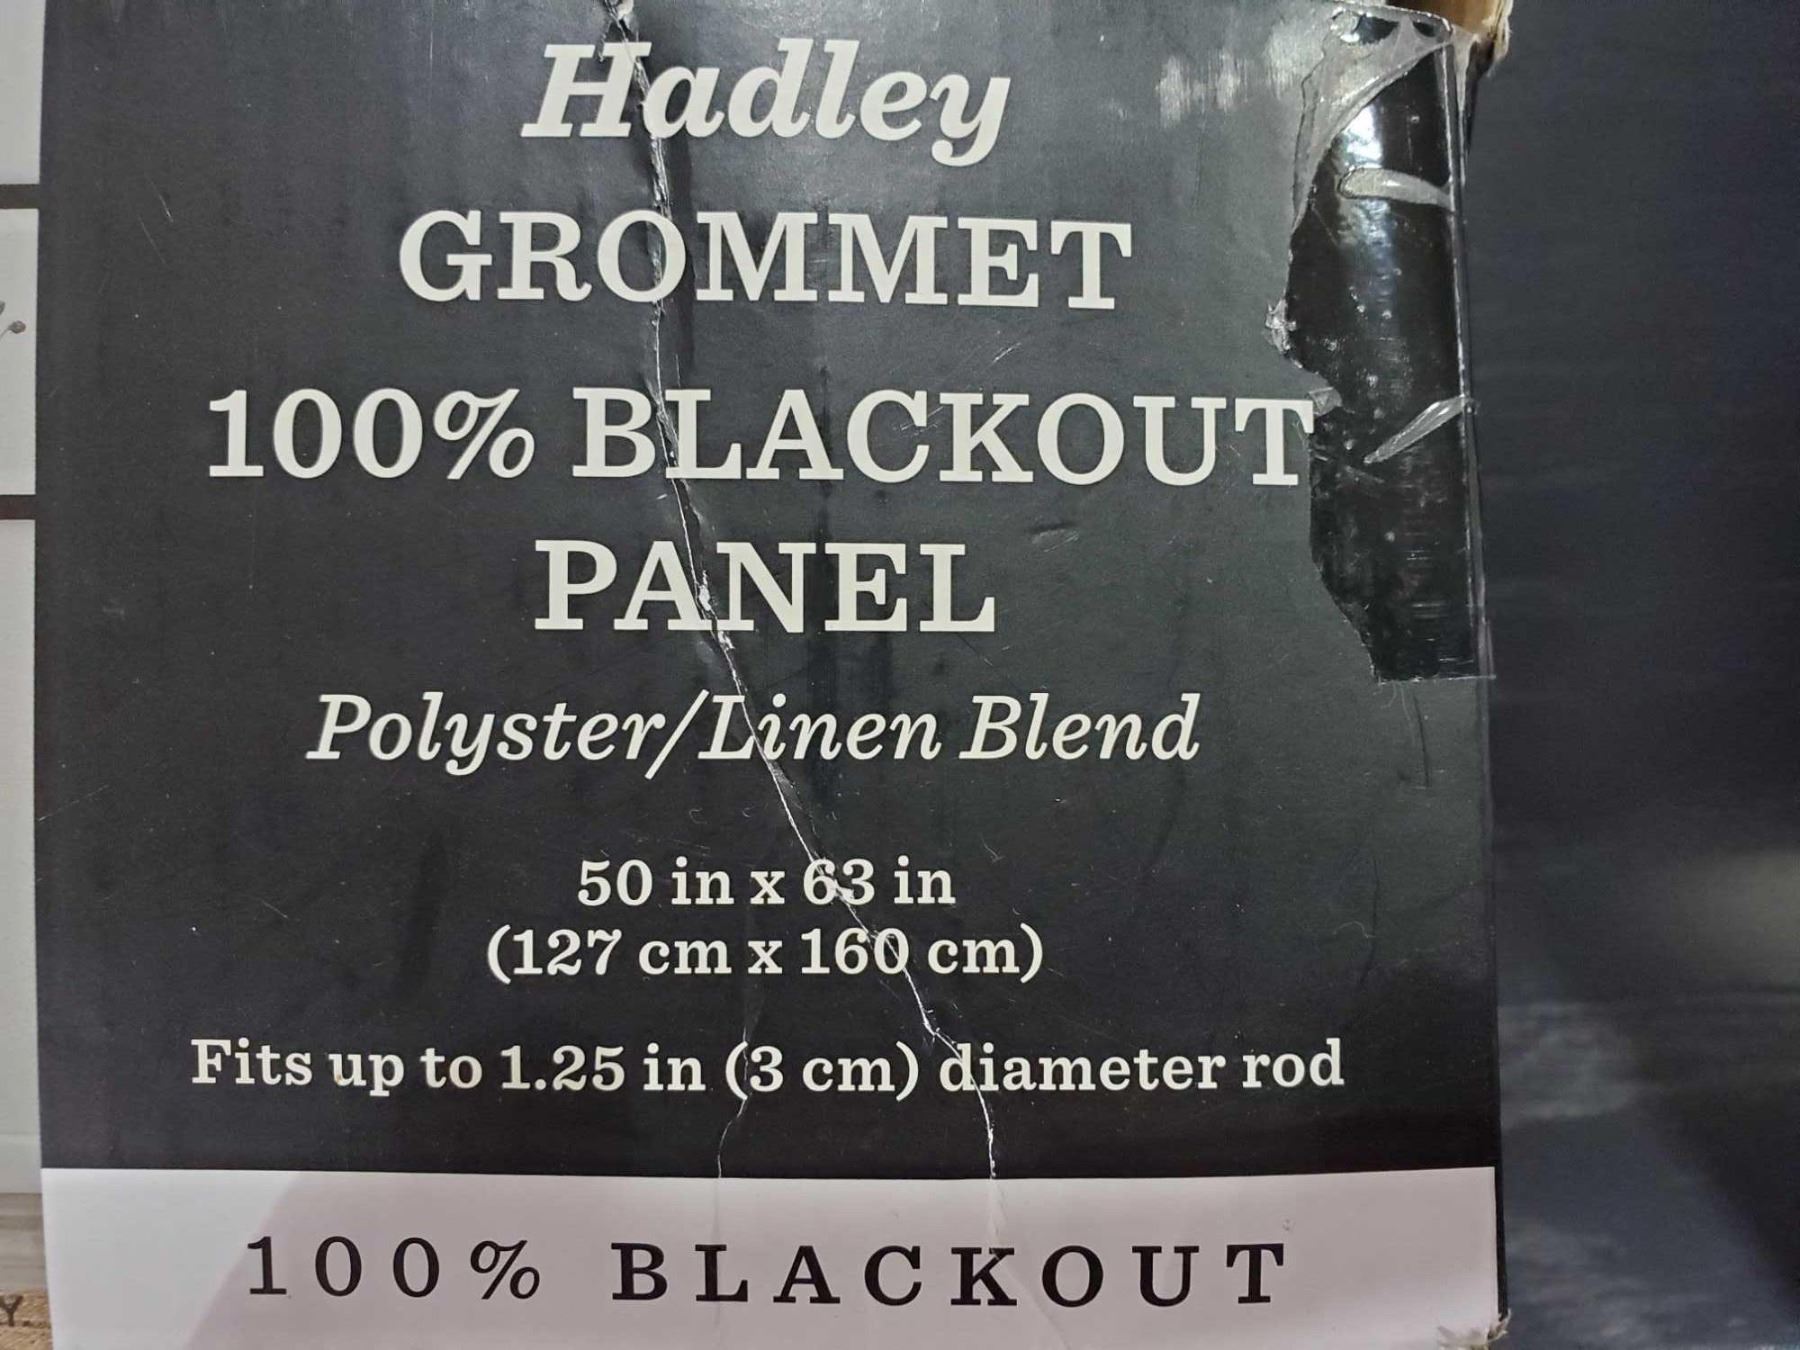 Hadley
GROMMET
100% BLACKOUT
PANEL
Polyster/Linen Blend
50 in x 63 in
(127 cm x 160 cm)
Fits up to 1.25 in (3 cm) diameter rod
100% BLACKOUT